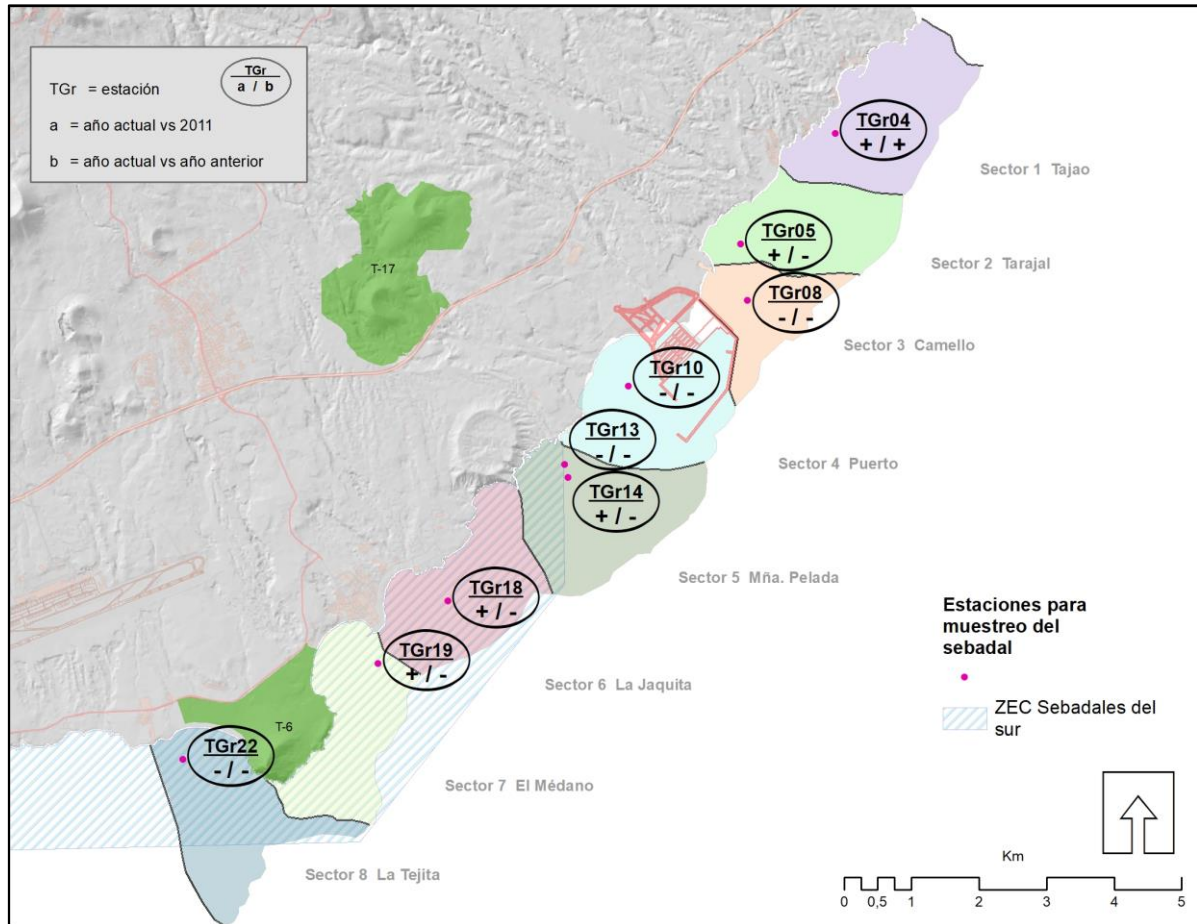 TGr
a / b
TGr = estación
a = año actual vs 2011
b = año actual vs año anterior
TGr04
+ / +
Sector 1 Tajao
TGr05
+ / -
Sector 2 Tarajal
T-17
TGr08
- / -
Sector 3 Camello
TGr10
- / -
TGr13
- / -
Sector 4 Puerto
TGr14
+ / -
Sector 5 Mña. Pelada
TGr18
+ / -
TGr19
+ / -
Sector 6 La Jaquita
T-6
TGr22
- / -
Sector 7 El Médano
Sector 8 La Tejita
Estaciones para
muestreo del
sebadal
ZEC Sebadales del
sur
Km
0 0,5 1 2 3 4 5